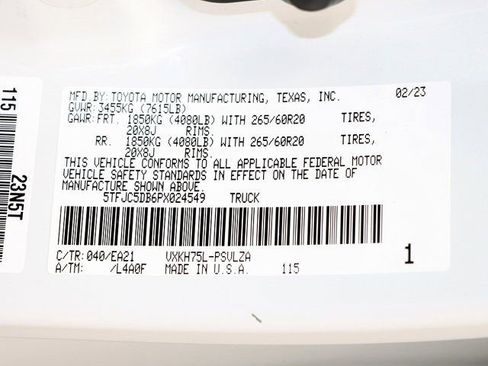 MFD.BY:TOYOTA MOTOR MANUFACTURING, TEXAS, INC. 02/23
GVWR:3455KG (7615LB)
GAWR:FRT. 1850KG (4080LB) WITH 265/60R20 TIRES,
20X8J RIMS.
RR. 1850KG (4080LB) WITH 265/60R20 TIRES,
20X8J RIMS.
THIS VEHICLE CONFORMS TO ALL APPLICABLE FEDERAL MOTOR
VEHICLE SAFETY STANDARDS IN EFFECT ON THE DATE OF
MANUFACTURE SHOWN ABOVE.
5TFJC5DB6PX024549 TRUCK
C/TR:040/EA21 VXKH75L-PSVLZA
A/TM: /L4A0F MADE IN U.S.A. 115
1
115
23N5T